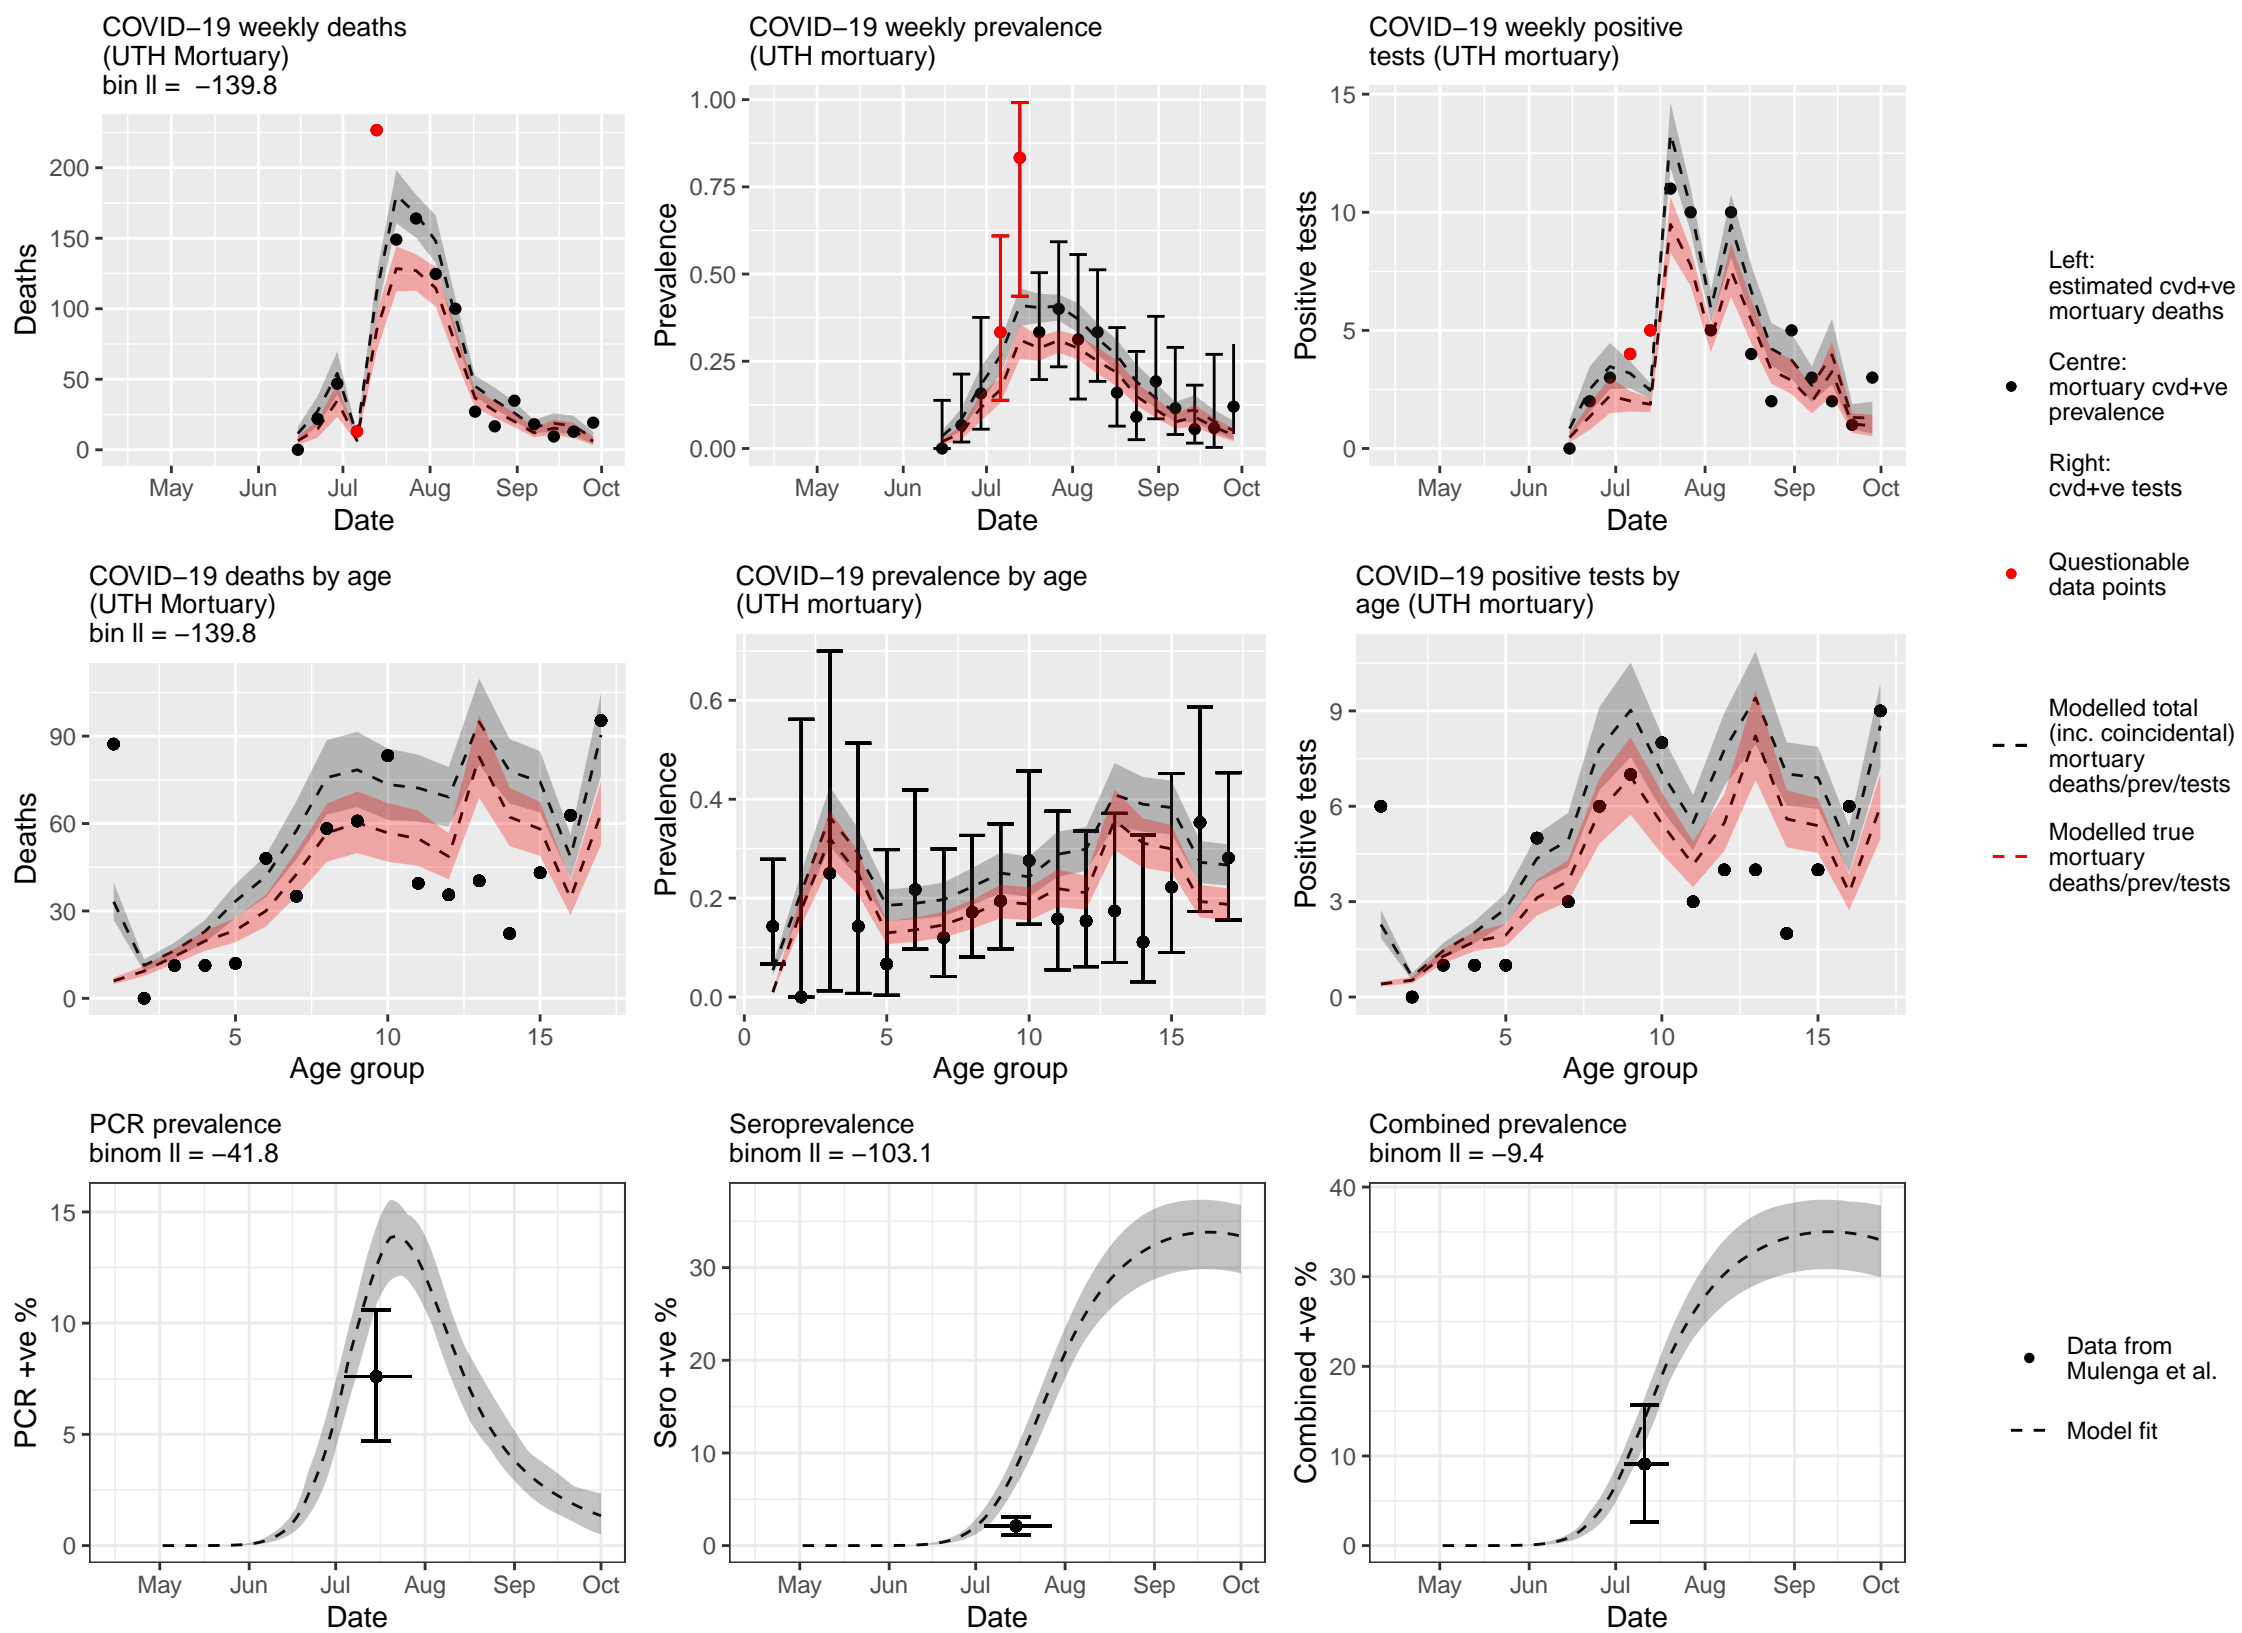 COVID−19 weekly deaths
(UTH Mortuary)
bin ll =  −139.8
200
150
100
50
0
Deaths
May
Jun
Jul
Aug
Sep
Oct
Date
COVID−19 weekly prevalence
(UTH mortuary)
1.00
0.75
0.50
0.25
0.00
Prevalence
May
Jun
Jul
Aug
Sep
Oct
Date
COVID−19 weekly positive
tests (UTH mortuary)
15
10
5
0
Positive tests
May
Jun
Jul
Aug
Sep
Oct
Date
Left:
estimated cvd+ve
mortuary deaths
Centre:
mortuary cvd+ve
prevalence
Right:
cvd+ve tests
Questionable
data points
COVID−19 deaths by age
(UTH Mortuary)
bin ll = −139.8
90
60
30
0
Deaths
5
10
15
Age group
COVID−19 prevalence by age
(UTH mortuary)
0.6
0.4
0.2
0.0
Prevalence
0
5
10
15
Age group
COVID−19 positive tests by
age (UTH mortuary)
9
6
3
0
Positive tests
5
10
15
Age group
Modelled total
(inc. coincidental)
mortuary
deaths/prev/tests
Modelled true
mortuary
deaths/prev/tests
PCR prevalence
binom ll = −41.8
15
10
5
0
PCR +ve %
May
Jun
Jul
Aug
Sep
Oct
Date
Seroprevalence
binom ll = −103.1
30
20
10
0
Sero +ve %
May
Jun
Jul
Aug
Sep
Oct
Date
Combined prevalence
binom ll = −9.4
40
30
20
10
0
Combined +ve %
May
Jun
Jul
Aug
Sep
Oct
Date
Data from
Mulenga et al.
Model fit